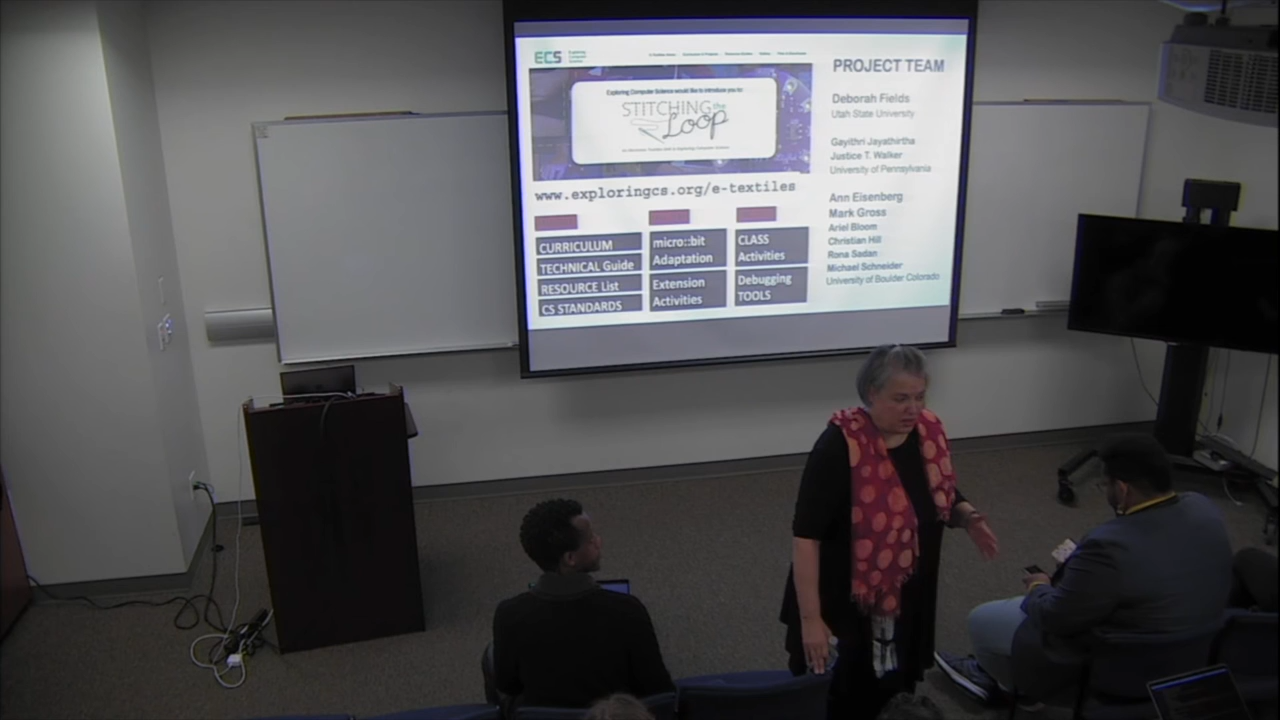 ECS
Exploring
Computer
Science
Exploring Computer Science would like to introduce you to:
STITCHING the
Loop
www.exploringcs.org/e-textiles
CURRICULUM
TECHNICAL Guide
RESOURCE List
CS STANDARDS
micro::bit
Adaptation
Extension
Activities
CLASS
Activities
Debugging
TOOLS
PROJECT TEAM
Deborah Fields
Utah State University
Gayithri Jayathirtha
Justice T. Walker
University of Pennsylvania
Ann Eisenberg
Mark Gross
Ariel Bloom
Christian Hill
Rona Sadan
Michael Schneider
University of Boulder Colorado